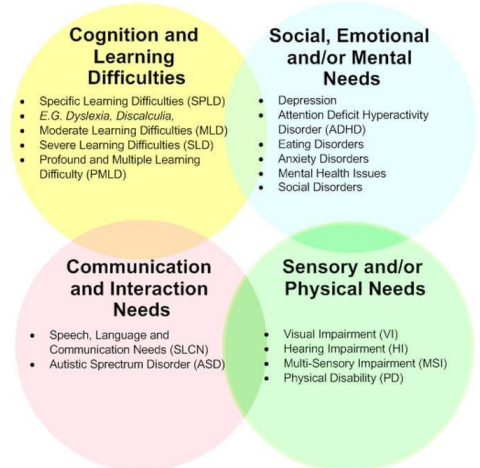 Cognition and
Learning
Difficulties
• Specific Learning Difficulties (SPLD)
• E.G. Dyslexia, Discalculia,
• Moderate Learning Difficulties (MLD)
• Severe Learning Difficulties (SLD)
• Profound and Multiple Learning
Difficulty (PMLD)
Social, Emotional
and/or Mental
Needs
• Depression
• Attention Deficit Hyperactivity
Disorder (ADHD)
• Eating Disorders
• Anxiety Disorders
• Mental Health Issues
• Social Disorders
Communication
and Interaction
Needs
• Speech, Language and
Communication Needs (SLCN)
• Autistic Sprectrum Disorder (ASD)
Sensory and/or
Physical Needs
• Visual Impairment (VI)
• Hearing Impairment (HI)
• Multi-Sensory Impairment (MSI)
• Physical Disability (PD)